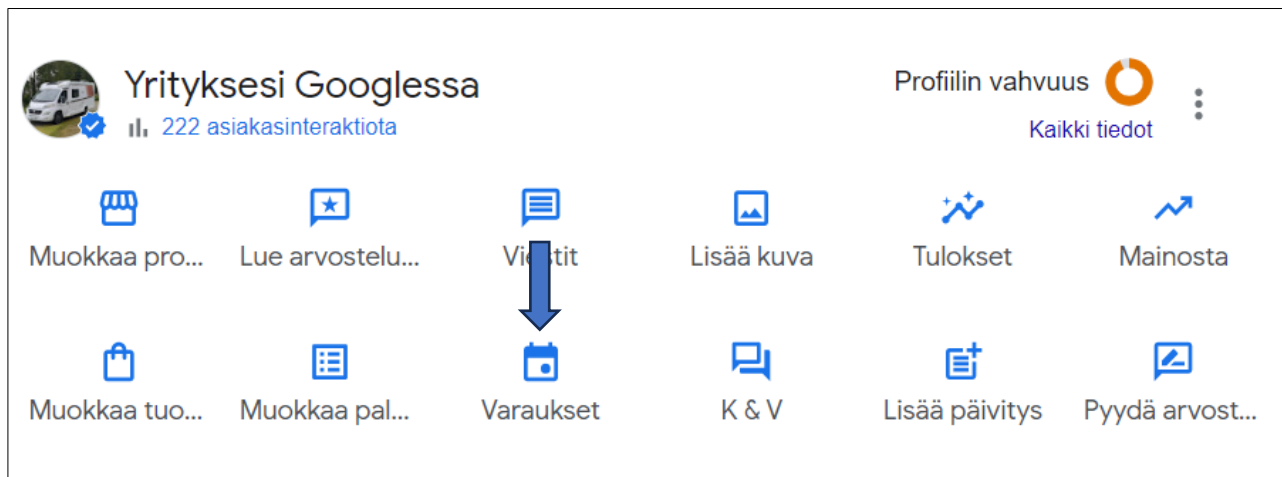 Yrityksesi Googlessa
222 asiakasinteraktiota
Profiilin vahvuus
Kaikki tiedot
Muokkaa pro... Lue arvostelu... Viestit Lisää kuva Tulokset Mainosta
Muokkaa tuo... Muokkaa pal... Varaukset K & V Lisää päivitys Pyydä arvost...